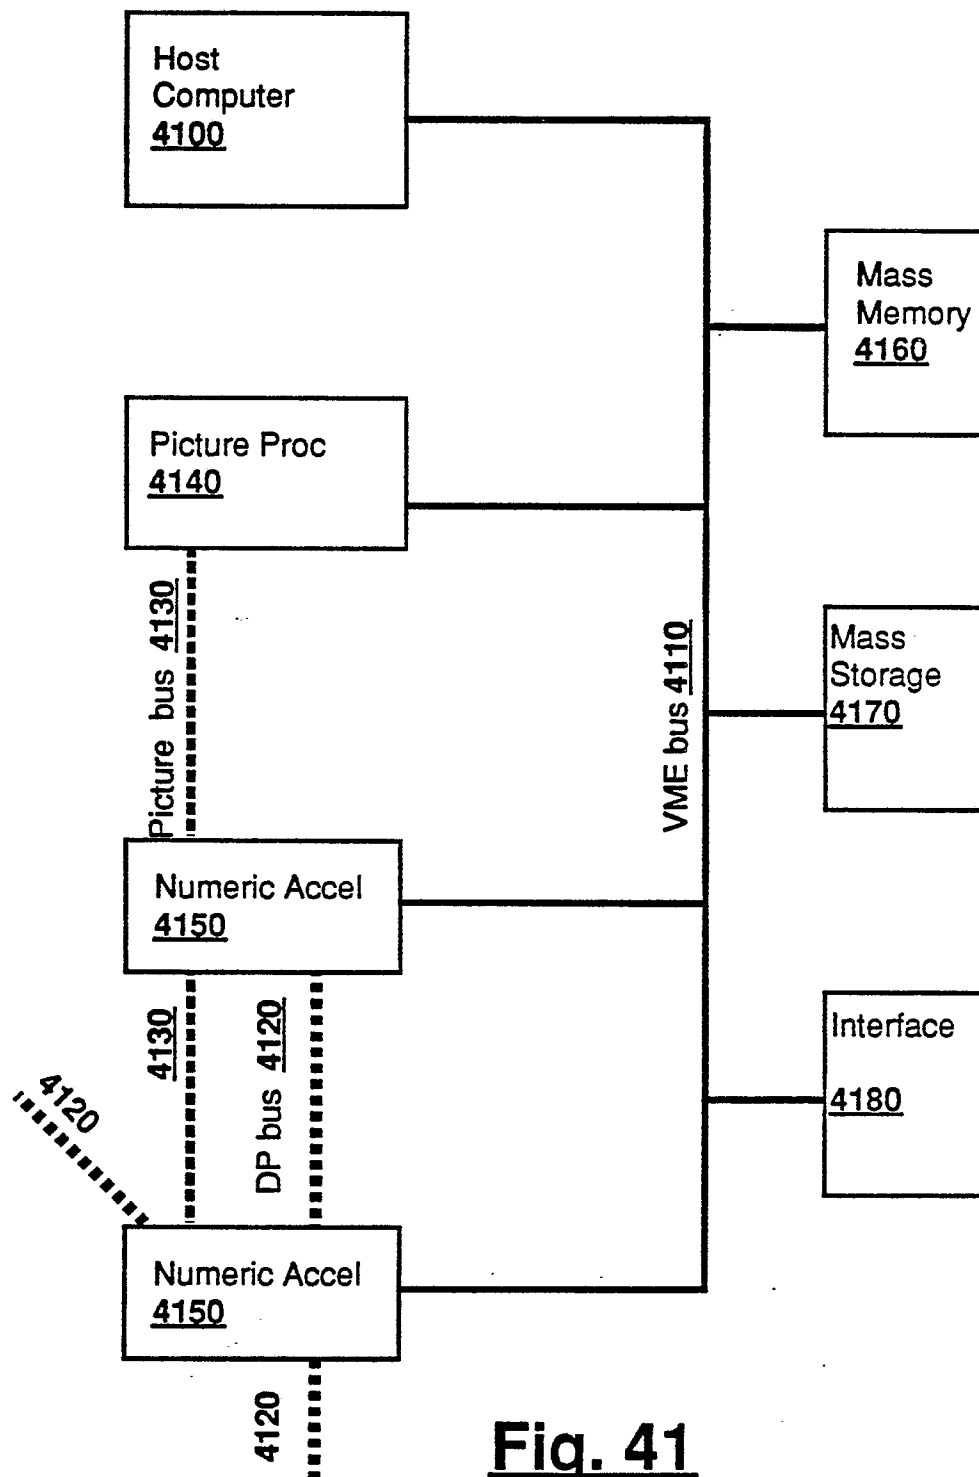 Host
Computer
4100
Mass
Memory
4160
Picture Proc
4140
Picture bus 4130
VME bus 4110
Mass
Storage
4170
Numeric Accel
4150
4130
DP bus 4120
4120
Interface
4180
Numeric Accel
4150
4120
Fig. 41